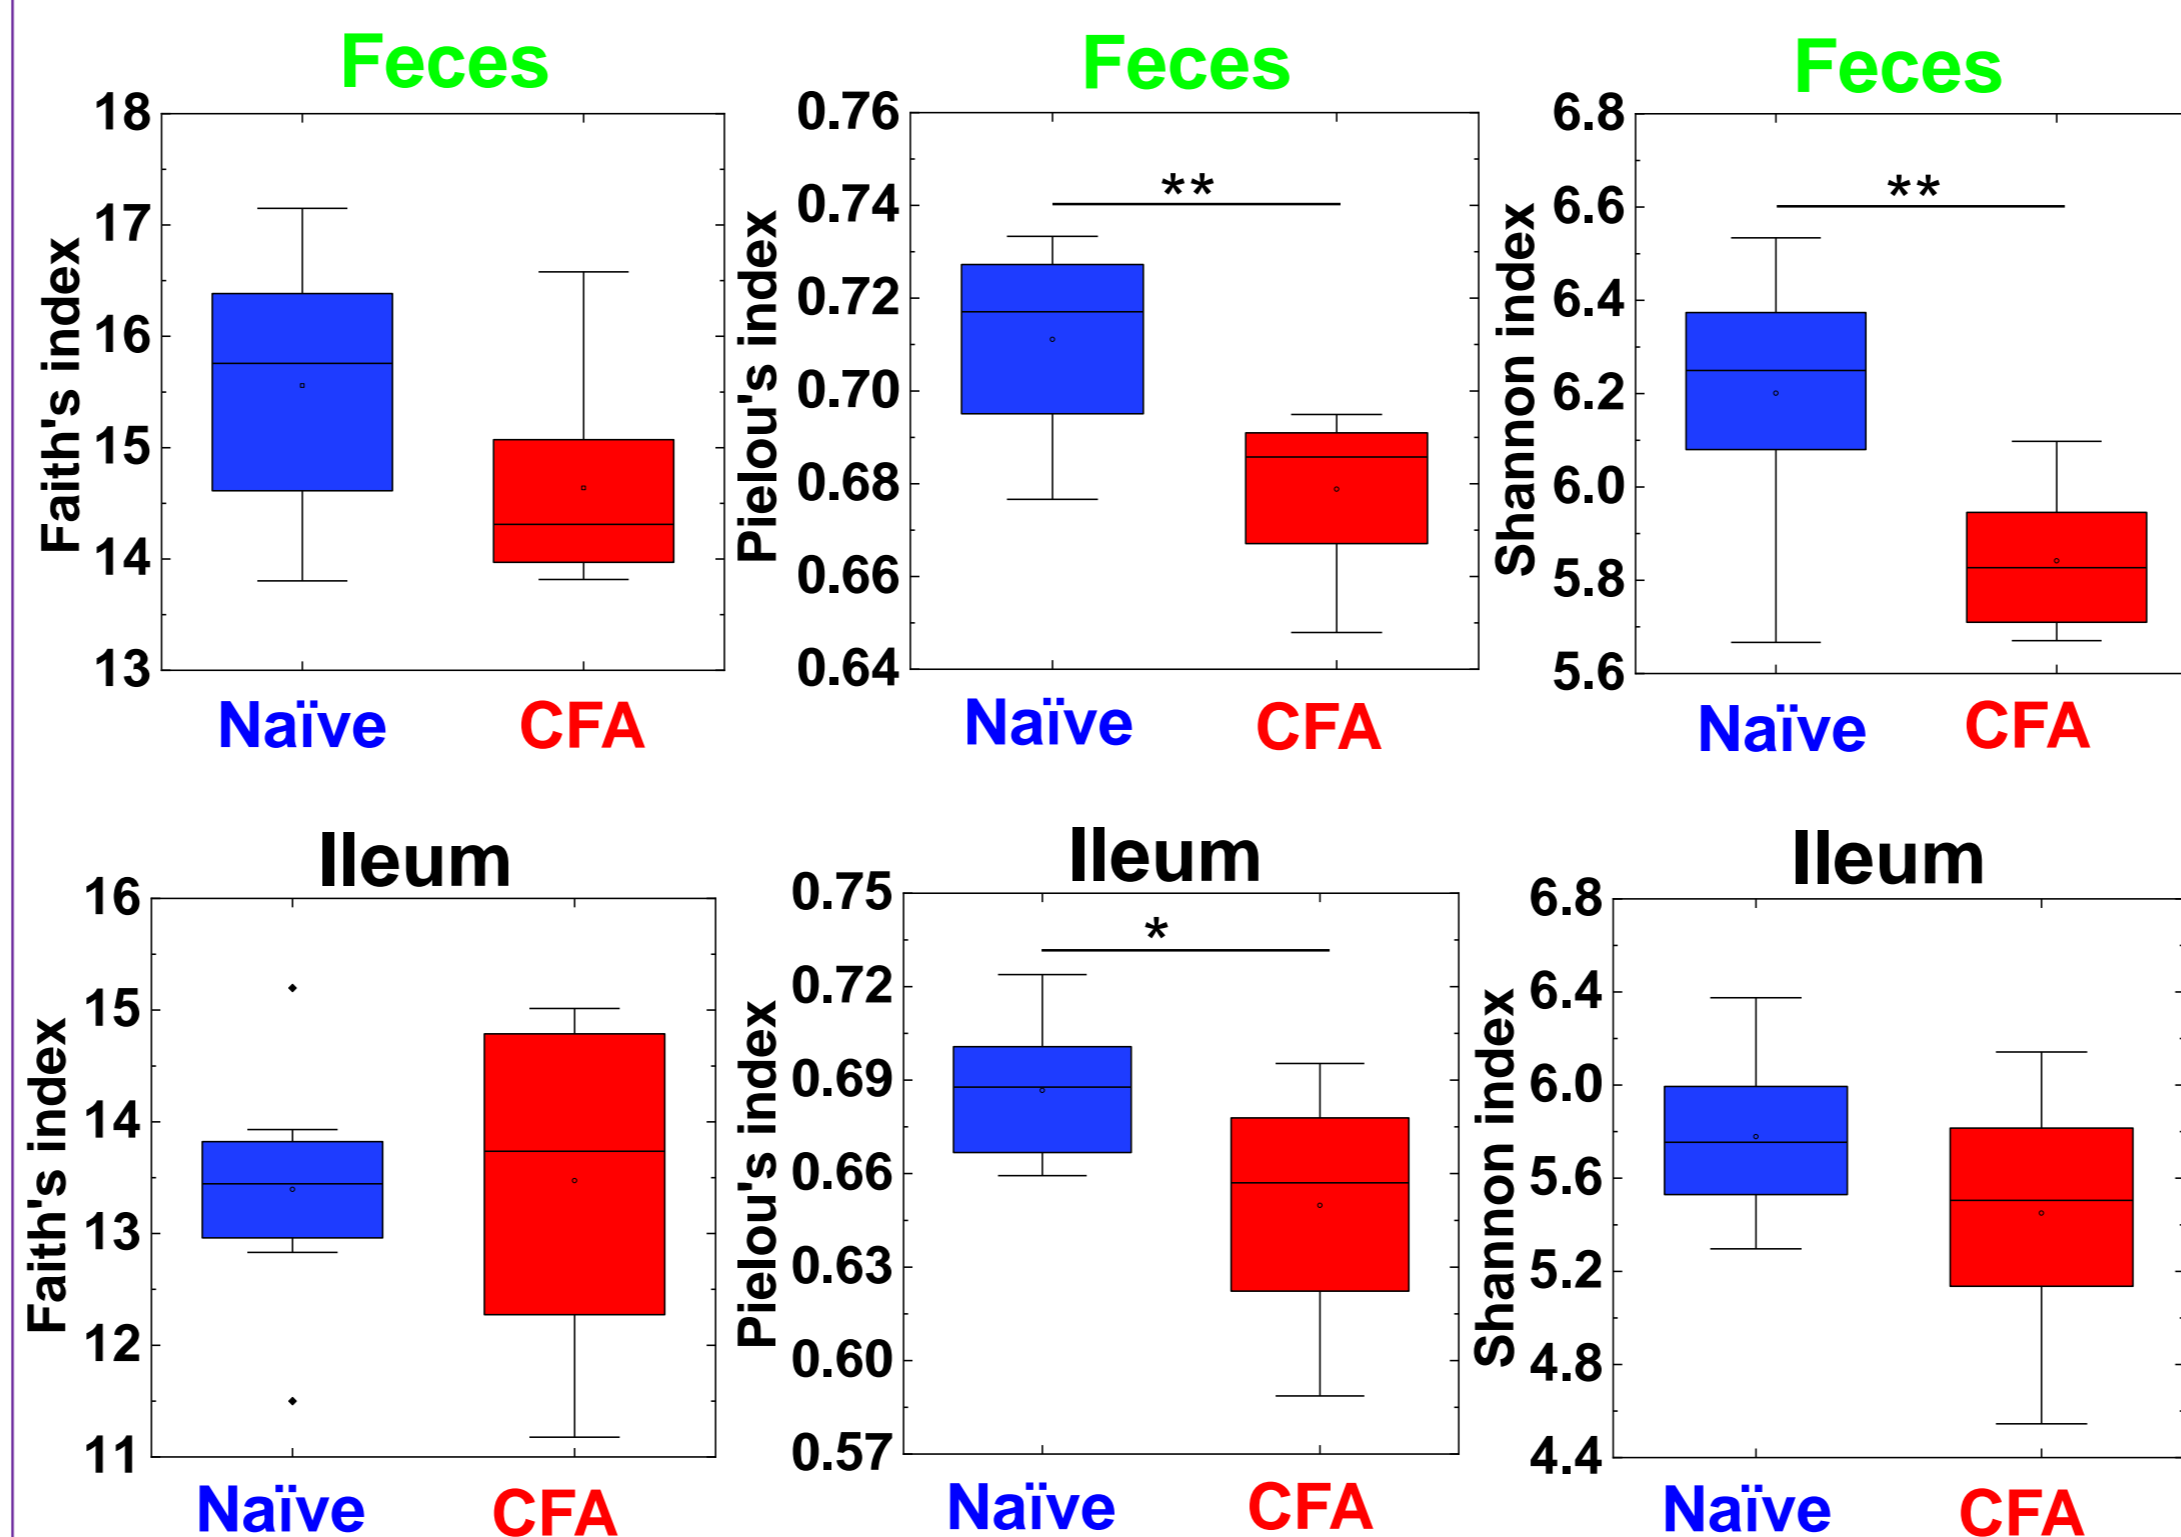 Feces
Faith's index
18
17
16
15
14
13
Naïve CFA
Feces
Pielou's index
0.76
0.74
0.72
0.70
0.68
0.66
0.64
**
Naïve CFA
Feces
Shannon index
6.8
6.6
6.4
6.2
6.0
5.8
5.6
**
Naïve CFA
Ileum
Faith's index
16
15
14
13
12
11
Naïve CFA
Ileum
Pielou's index
0.75
0.72
0.69
0.66
0.63
0.60
0.57
*
Naïve CFA
Ileum
Shannon index
6.8
6.4
6.0
5.6
5.2
4.8
4.4
Naïve CFA